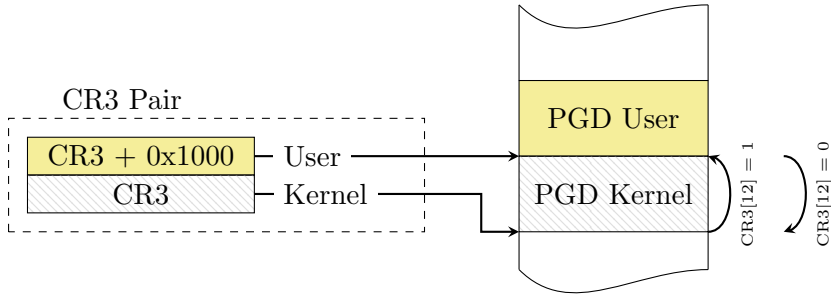 CR3 Pair
CR3 + 0x1000
CR3
User
Kernel
PGD User
PGD Kernel
CR3[12] = 1
CR3[12] = 0